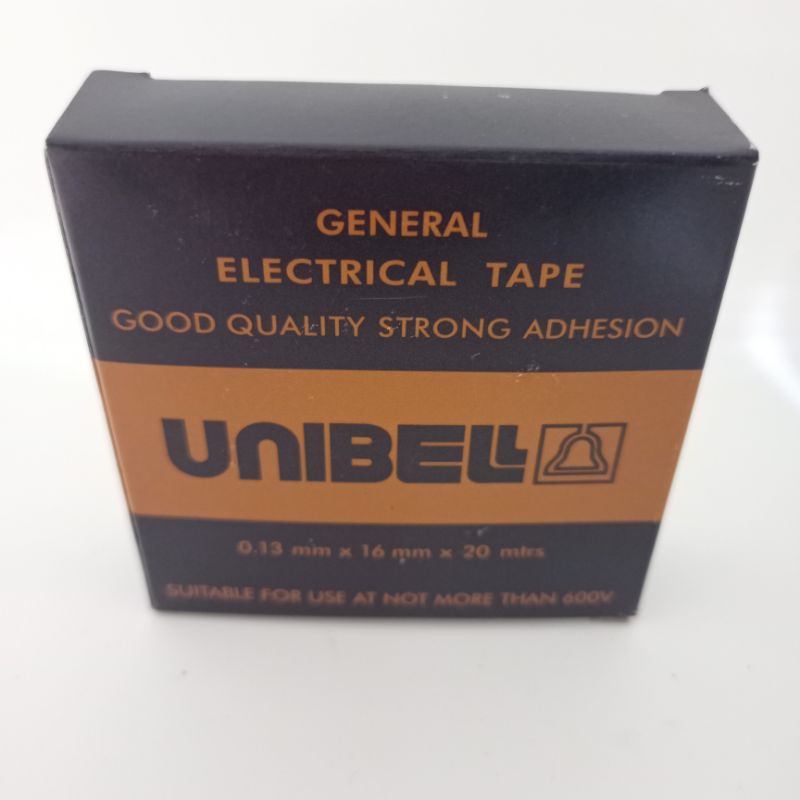 GENERAL
ELECTRICAL TAPE
GOOD QUALITY STRONG ADHESION
UNIBELL
0.13 mm x 16 mm x 20 mtrs
SUITABLE FOR USE AT NOT MORE THAN 600V